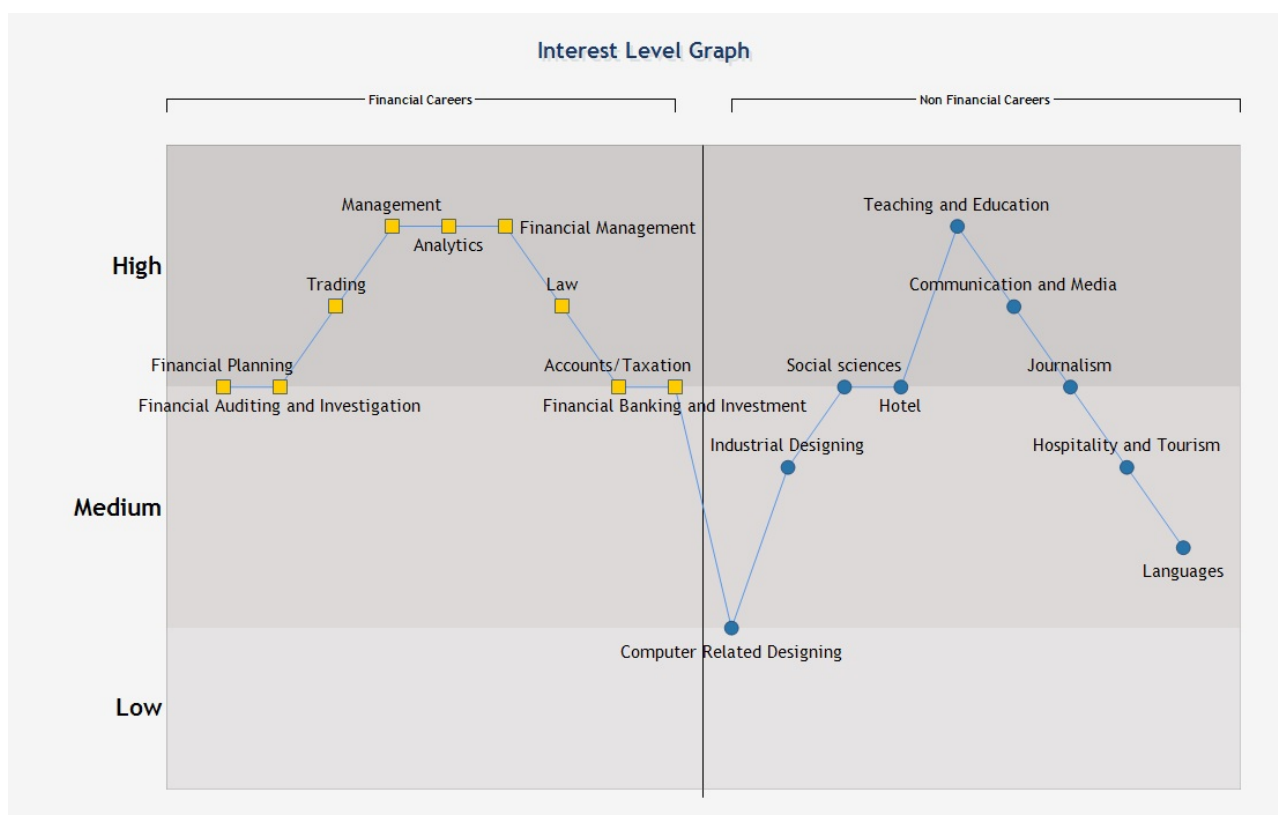 Interest Level Graph
Financial Careers
Non Financial Careers
High
Medium
Low
Financial Planning
Financial Auditing and Investigation
Trading
Management
Analytics
Financial Management
Law
Accounts/Taxation
Financial Banking and Investment
Computer Related Designing
Industrial Designing
Social sciences
Hotel
Teaching and Education
Communication and Media
Journalism
Hospitality and Tourism
Languages